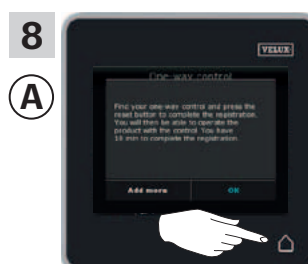 8
A
VELUX
One-way control
Find your one-way control and press the
reset button to complete the registration.
You will then be able to operate the
product with the control. You have
10 min to complete the registration.
Add more OK